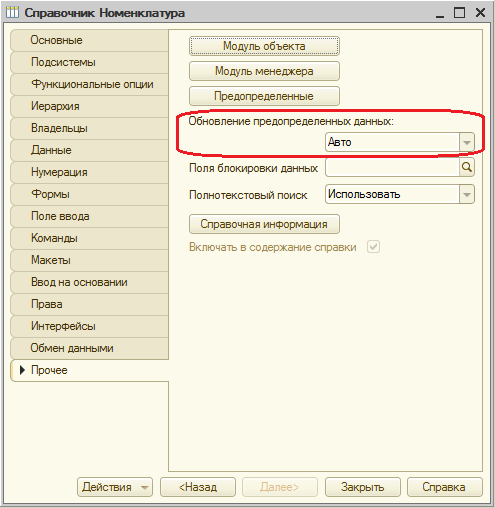 Справочник Номенклатура
Основные
Подсистемы
Функциональные опции
Иерархия
Владельцы
Данные
Нумерация
Формы
Поле ввода
Команды
Макеты
Ввод на основании
Права
Интерфейсы
Обмен данными
Прочее
Модуль объекта
Модуль менеджера
Предопределенные
Обновление предопределенных данных:
Авто
Поля блокировки данных
Полнотекстовый поиск Использовать
Справочная информация
Включать в содержание справки
Действия <Назад Далее> Закрыть Справка